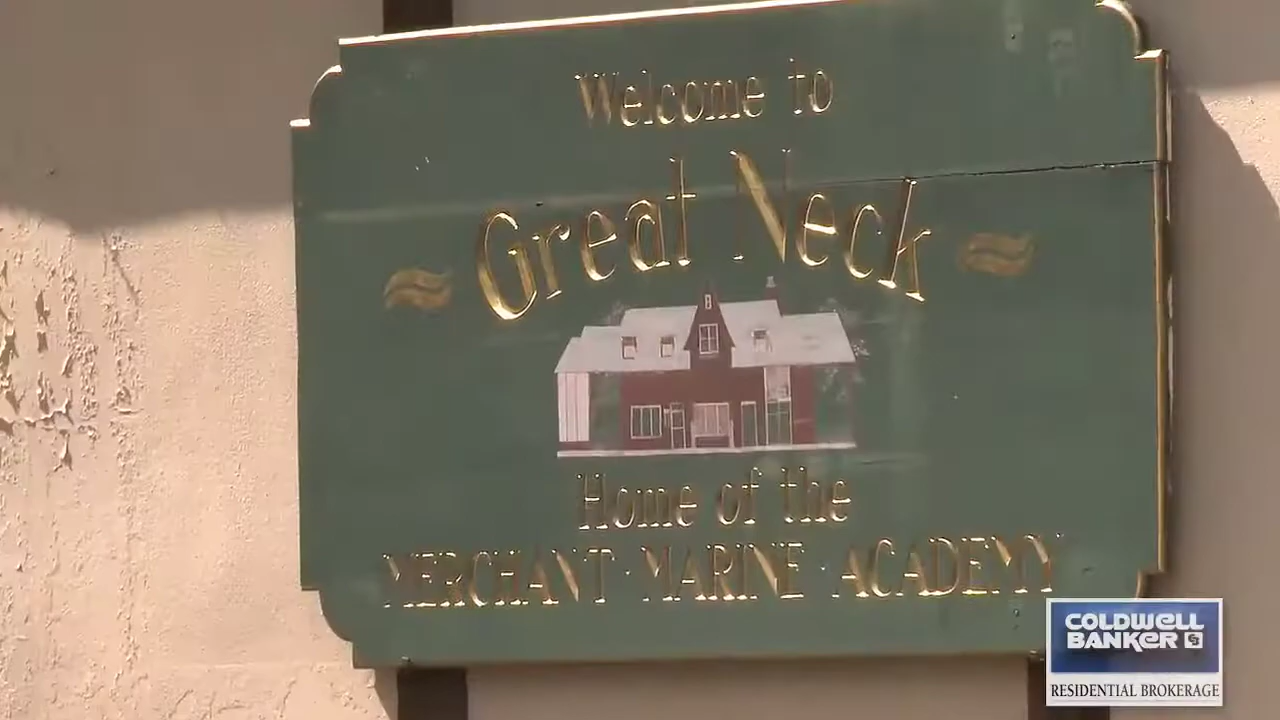 Welcome to
Great Neck
Home of the
MERCHANT · MARINE · ACADEMY
COLDWELL
BANKER
RESIDENTIAL BROKERAGE